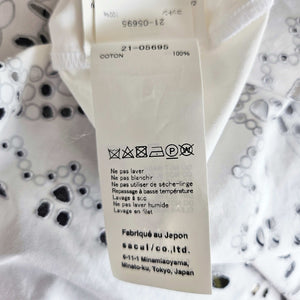 21-05695
21-05695
COTON 100%
Ne pas laver
Ne pas blanchir
Ne pas utiliser de sèche-linge
Repassage à basse température
Lavage à sec
Ne pas laver humide
Lavage en filet
Fabriqué au Japon
sacai/co.,ltd.
6-11-1 Minamiaoyama,
Minato-ku, Tokyo, Japan